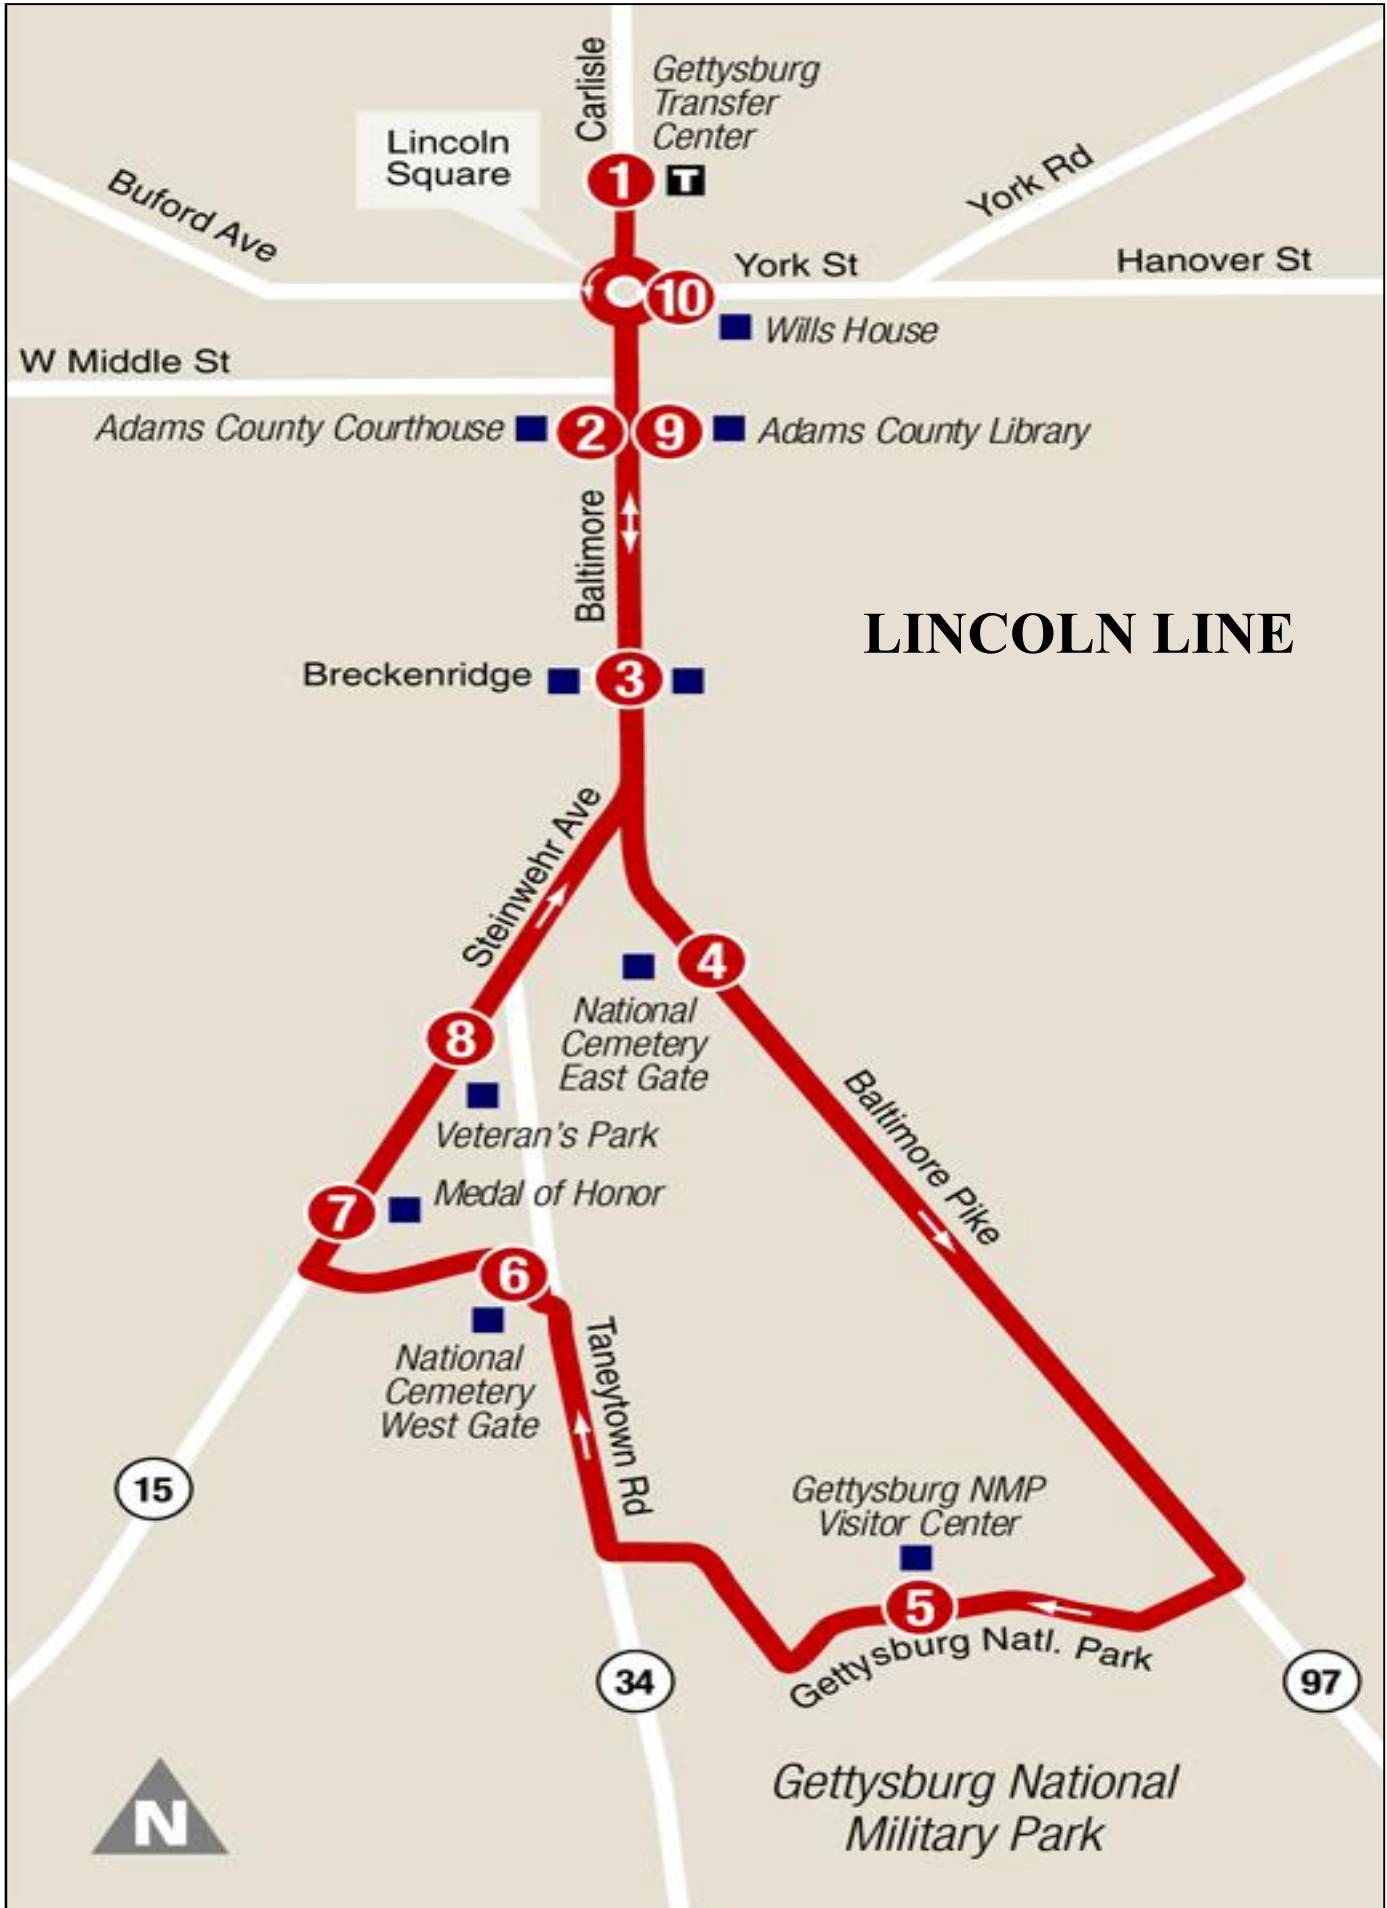 Carlisle
Gettysburg
Transfer
Center
Lincoln
Square
1
T
Buford Ave
York Rd
York St
Hanover St
10
Wills House
W Middle St
Adams County Courthouse
2
9
Adams County Library
Baltimore
LINCOLN LINE
Breckenridge
3
Steinwehr Ave
4
National
Cemetery
East Gate
8
Veteran's Park
Baltimore Pike
7
Medal of Honor
6
National
Cemetery
West Gate
Taneytown Rd
15
Gettysburg NMP
Visitor Center
5
Gettysburg Natl. Park
34
97
Gettysburg National
Military Park
N